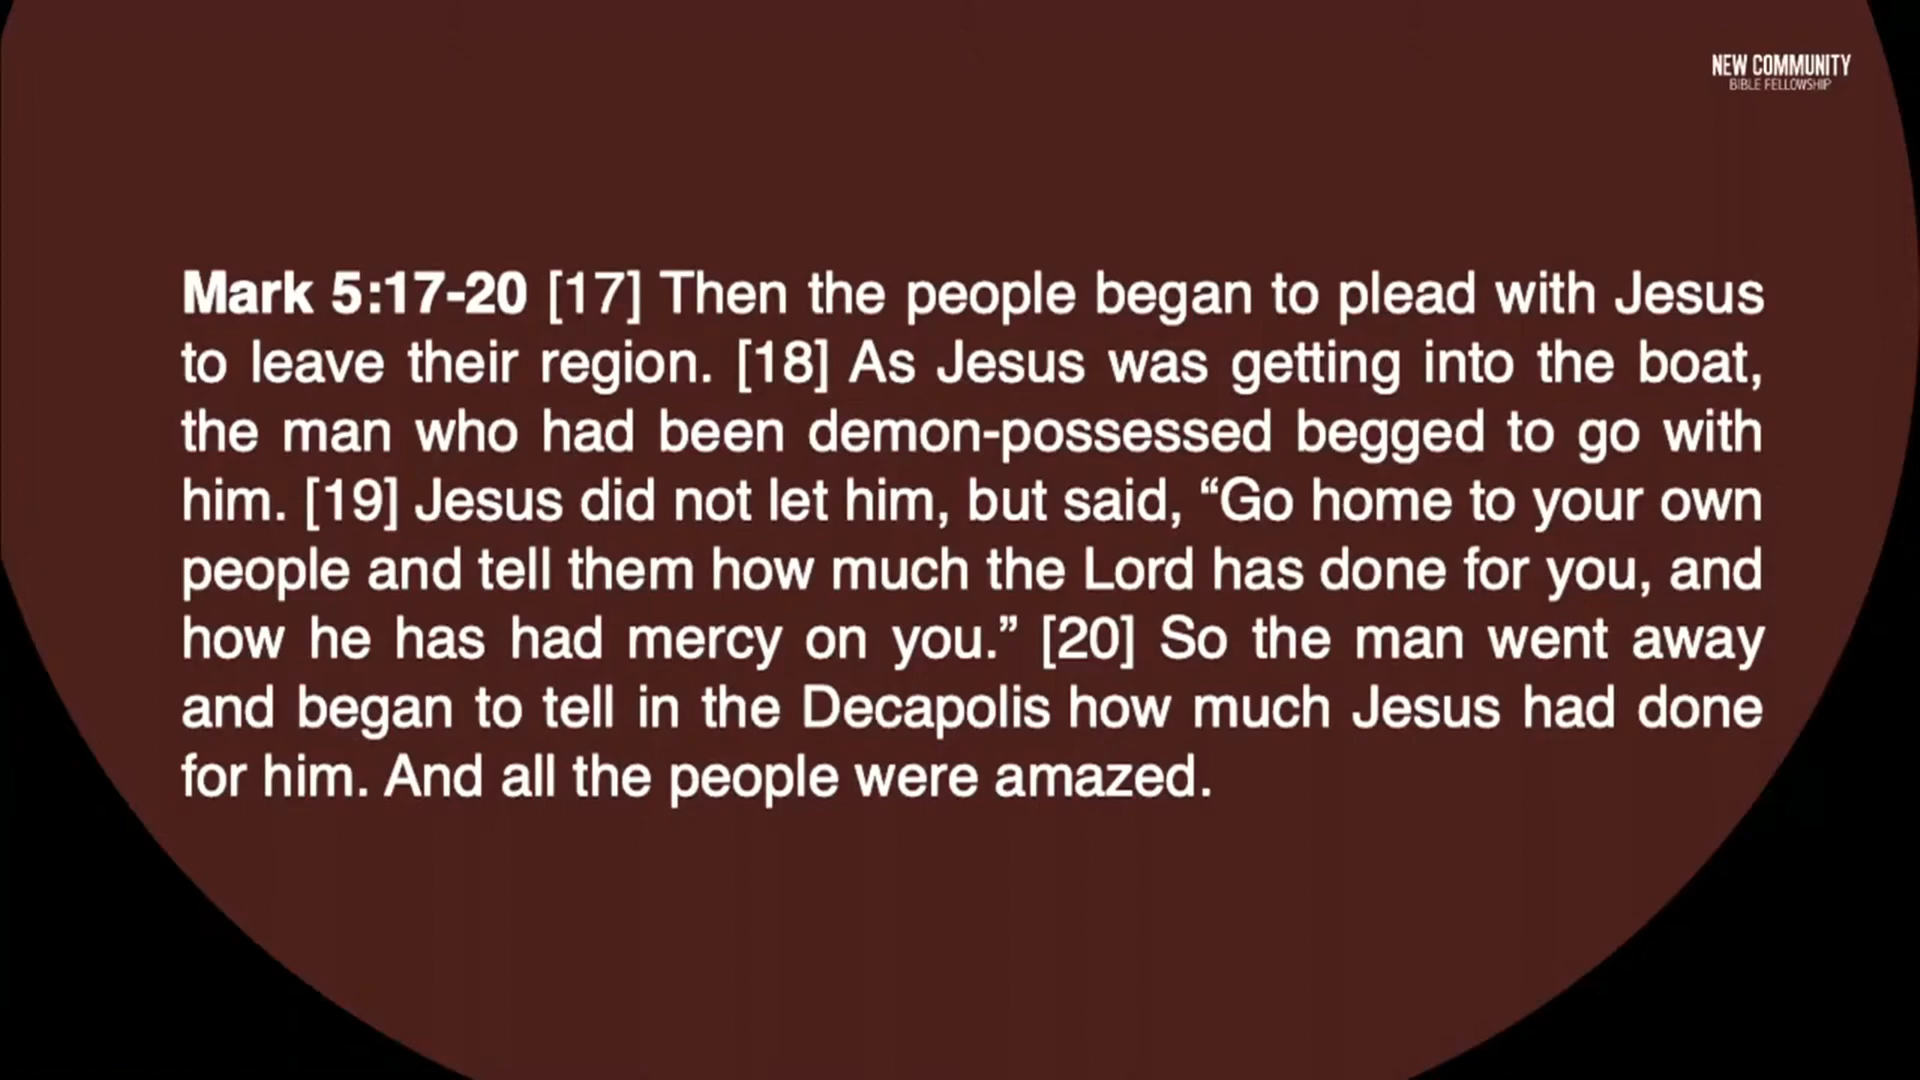 NEW COMMUNITY
BIBLE FELLOWSHIP
Mark 5:17-20 [17] Then the people began to plead with Jesus
to leave their region. [18] As Jesus was getting into the boat,
the man who had been demon-possessed begged to go with
him. [19] Jesus did not let him, but said, “Go home to your own
people and tell them how much the Lord has done for you, and
how he has had mercy on you.” [20] So the man went away
and began to tell in the Decapolis how much Jesus had done
for him. And all the people were amazed.